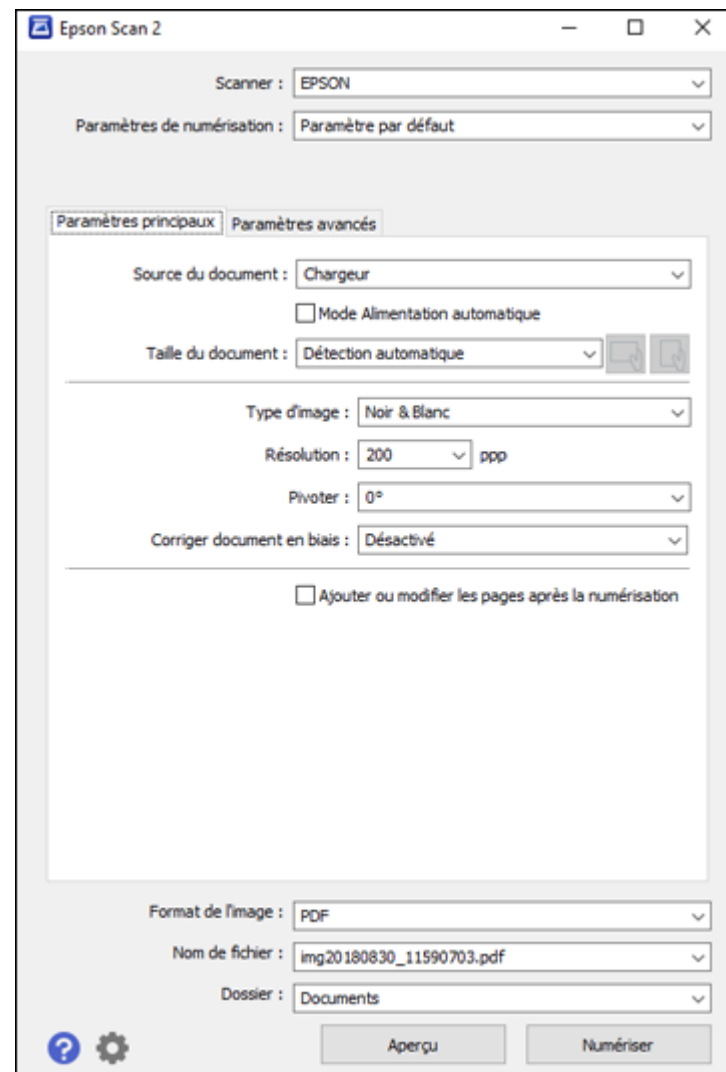 Epson Scan 2
Scanner : EPSON
Paramètres de numérisation : Paramètre par défaut
Paramètres principaux Paramètres avancés
Source du document : Chargeur
Mode Alimentation automatique
Taille du document : Détection automatique
Type d'image : Noir & Blanc
Résolution : 200 ppp
Pivoter : 0°
Corriger document en biais : Désactivé
Ajouter ou modifier les pages après la numérisation
Format de l'image : PDF
Nom de fichier : img20180830_11590703.pdf
Dossier : Documents
? Aperçu Numériser